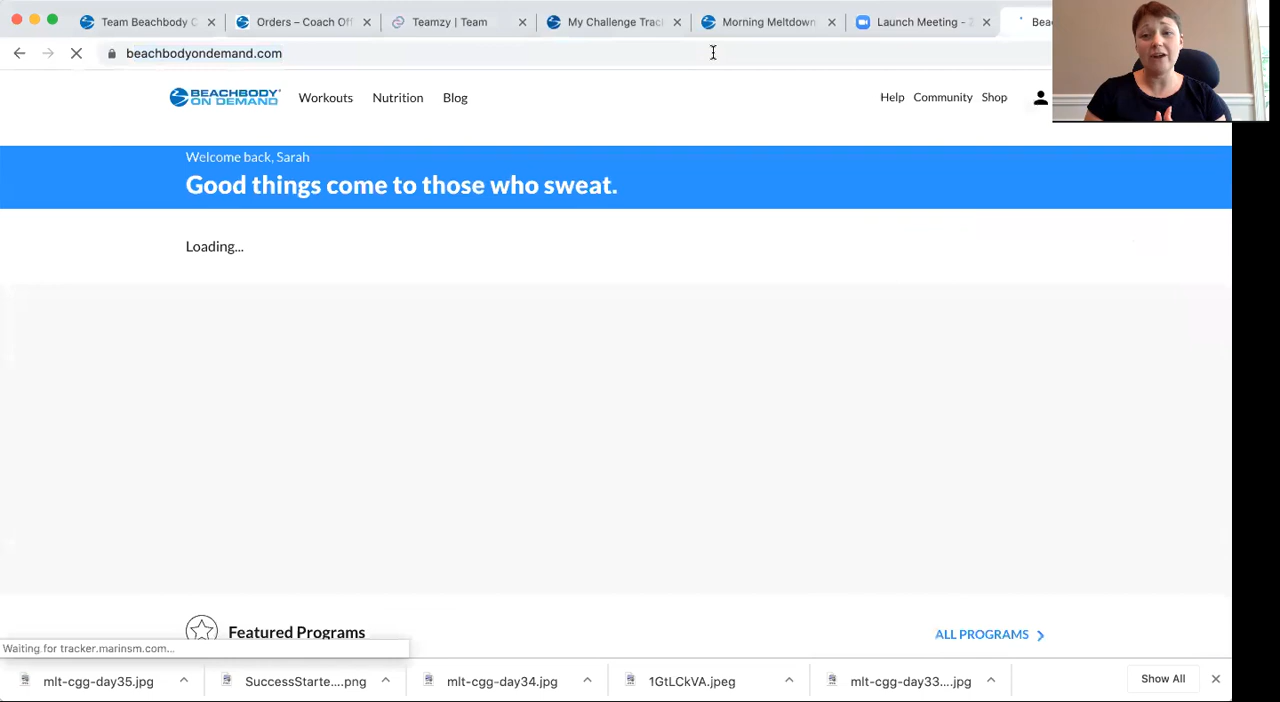 Team Beachbody C
Orders – Coach Off
Teamzy | Team
My Challenge Trac
Morning Meltdown
Launch Meeting - Z
Bea
beachbodyondemand.com
BEACHBODY
ON DEMAND
Workouts
Nutrition
Blog
Help
Community
Shop
Welcome back, Sarah
Good things come to those who sweat.
Loading...
Featured Programs
ALL PROGRAMS
Waiting for tracker.marinsm.com...
mlt-cgg-day35.jpg
SuccessStarte....png
mlt-cgg-day34.jpg
1GtLCkVA.jpeg
mlt-cgg-day33....jpg
Show All